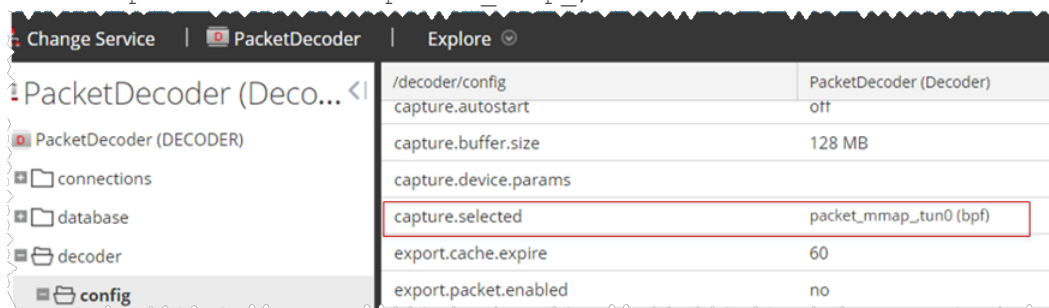 Change Service | PacketDecoder | Explore
PacketDecoder (Deco...
PacketDecoder (DECODER)
connections
database
decoder
config
/decoder/config PacketDecoder (Decoder)
capture.autostart off
capture.buffer.size 128 MB
capture.device.params
capture.selected packet_mmap_,tun0 (bpf)
export.cache.expire 60
export.packet.enabled no